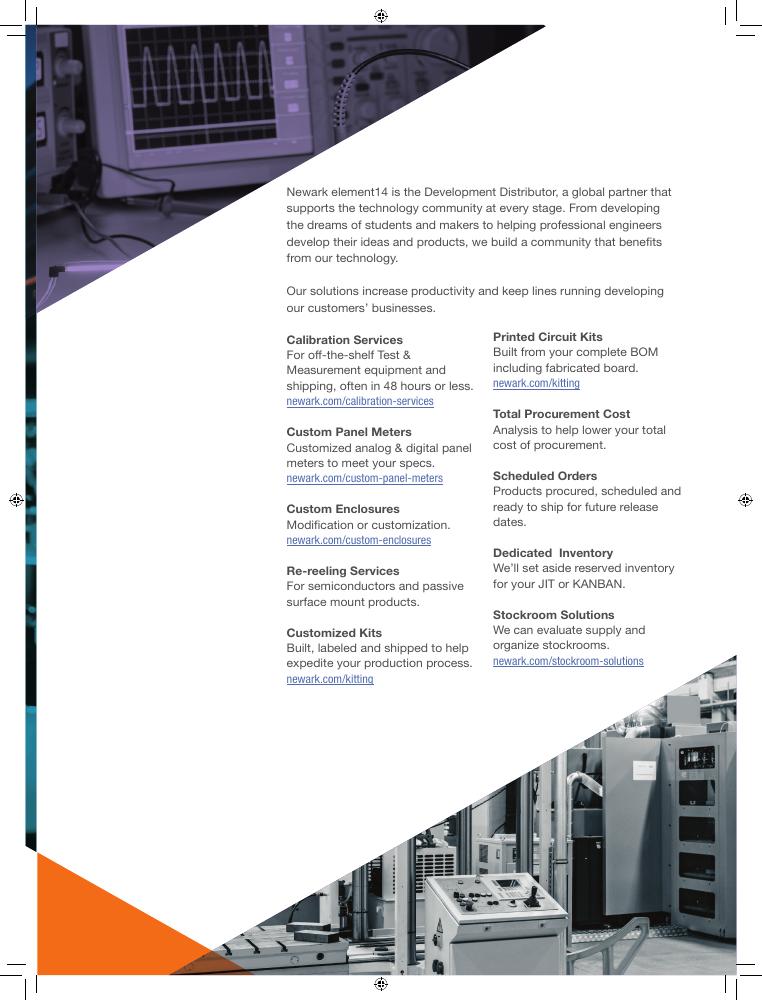 Newark element14 is the Development Distributor, a global partner that
supports the technology community at every stage. From developing
the dreams of students and makers to helping professional engineers
develop their ideas and products, we build a community that benefits
from our technology.
Our solutions increase productivity and keep lines running developing
our customers’ businesses.
Calibration Services
For off-the-shelf Test &
Measurement equipment and
shipping, often in 48 hours or less.
newark.com/calibration-services
Custom Panel Meters
Customized analog & digital panel
meters to meet your specs.
newark.com/custom-panel-meters
Custom Enclosures
Modification or customization.
newark.com/custom-enclosures
Re-reeling Services
For semiconductors and passive
surface mount products.
Customized Kits
Built, labeled and shipped to help
expedite your production process.
newark.com/kitting
Printed Circuit Kits
Built from your complete BOM
including fabricated board.
newark.com/kitting
Total Procurement Cost
Analysis to help lower your total
cost of procurement.
Scheduled Orders
Products procured, scheduled and
ready to ship for future release
dates.
Dedicated  Inventory
We’ll set aside reserved inventory
for your JIT or KANBAN.
Stockroom Solutions
We can evaluate supply and
organize stockrooms.
newark.com/stockroom-solutions